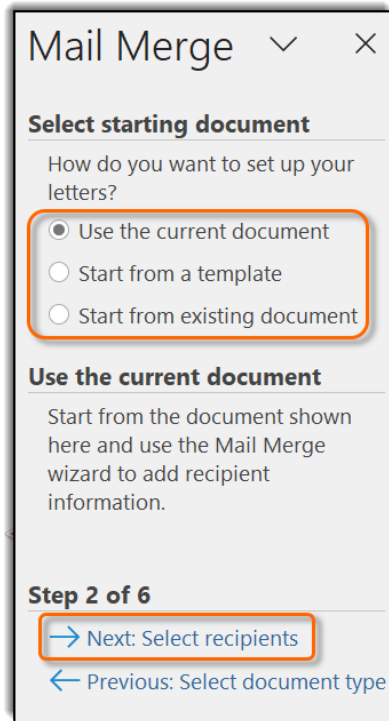 Mail Merge
Select starting document
How do you want to set up your
letters?
Use the current document
Start from a template
Start from existing document
Use the current document
Start from the document shown
here and use the Mail Merge
wizard to add recipient
information.
Step 2 of 6
Next: Select recipients
Previous: Select document type